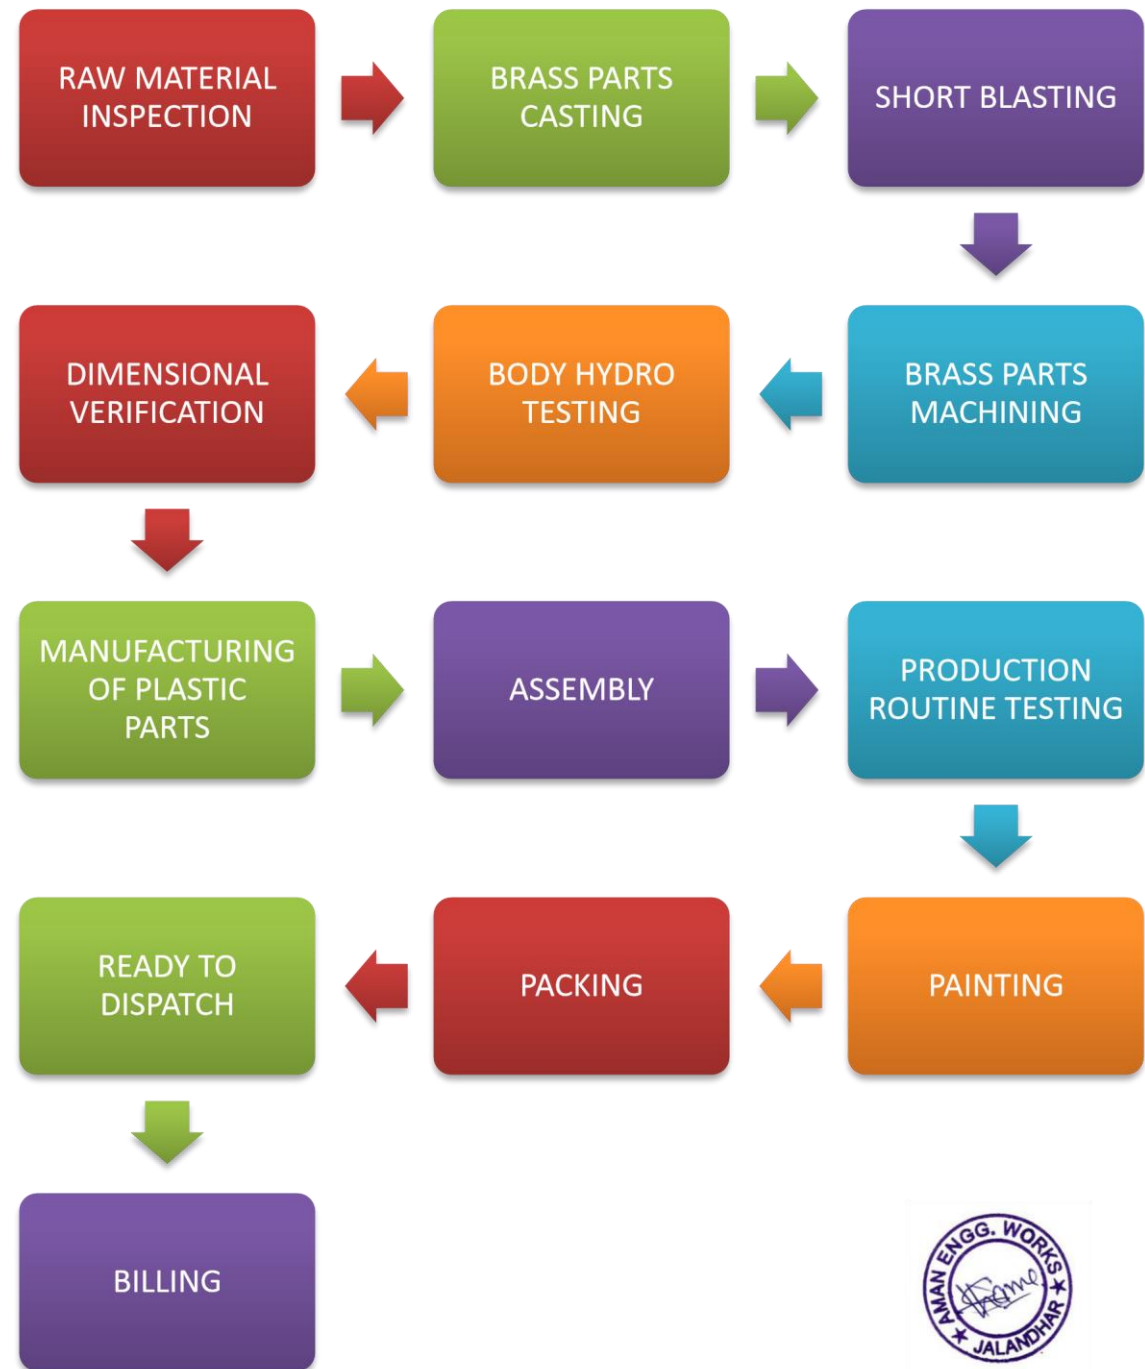 RAW MATERIAL
INSPECTION
BRASS PARTS
CASTING
SHORT BLASTING
BRASS PARTS
MACHINING
BODY HYDRO
TESTING
DIMENSIONAL
VERIFICATION
MANUFACTURING
OF PLASTIC
PARTS
ASSEMBLY
PRODUCTION
ROUTINE TESTING
PAINTING
PACKING
READY TO
DISPATCH
BILLING
AMAN ENGG. WORKS
JALANDHAR